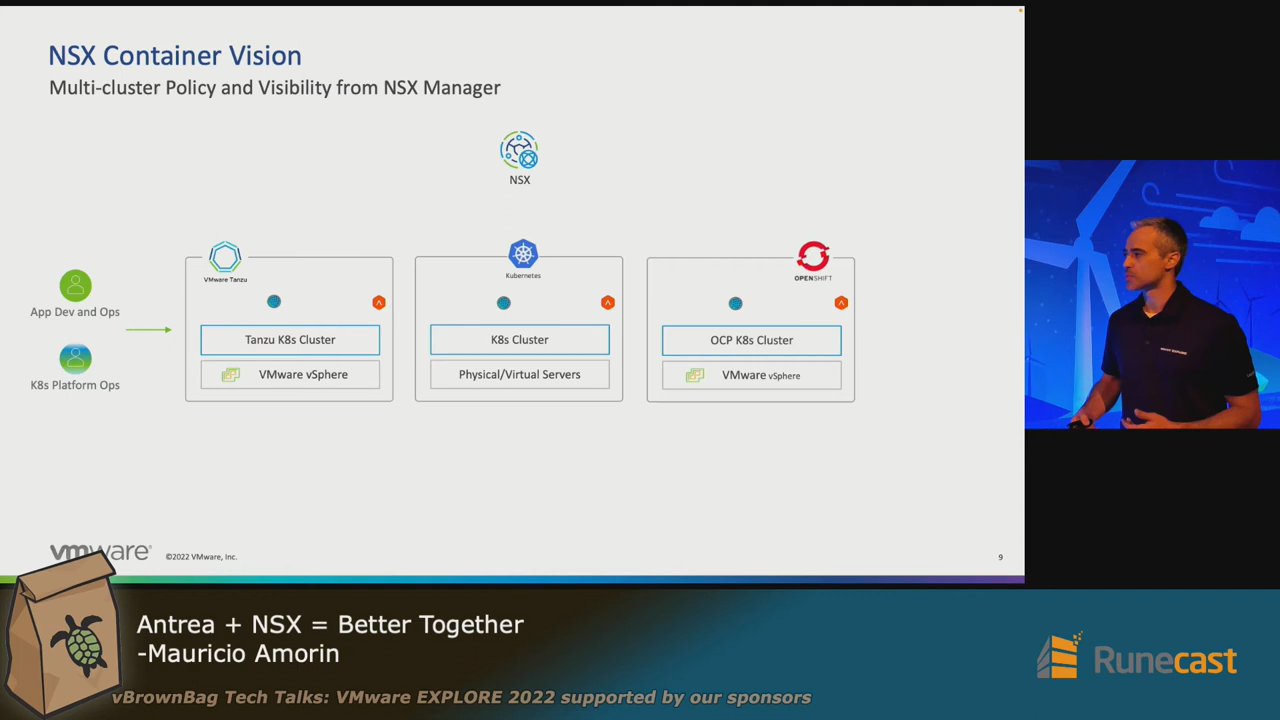 NSX Container Vision
Multi-cluster Policy and Visibility from NSX Manager
NSX
VMware Tanzu
Kubernetes
OPENSHIFT
App Dev and Ops
K8s Platform Ops
Tanzu K8s Cluster
VMware vSphere
K8s Cluster
Physical/Virtual Servers
OCP K8s Cluster
VMware vSphere
vmware®
©2022 VMware, Inc.
9
Antrea + NSX = Better Together
-Mauricio Amorin
vBrownBag Tech Talks: VMware EXPLORE 2022 supported by our sponsors
Runecast